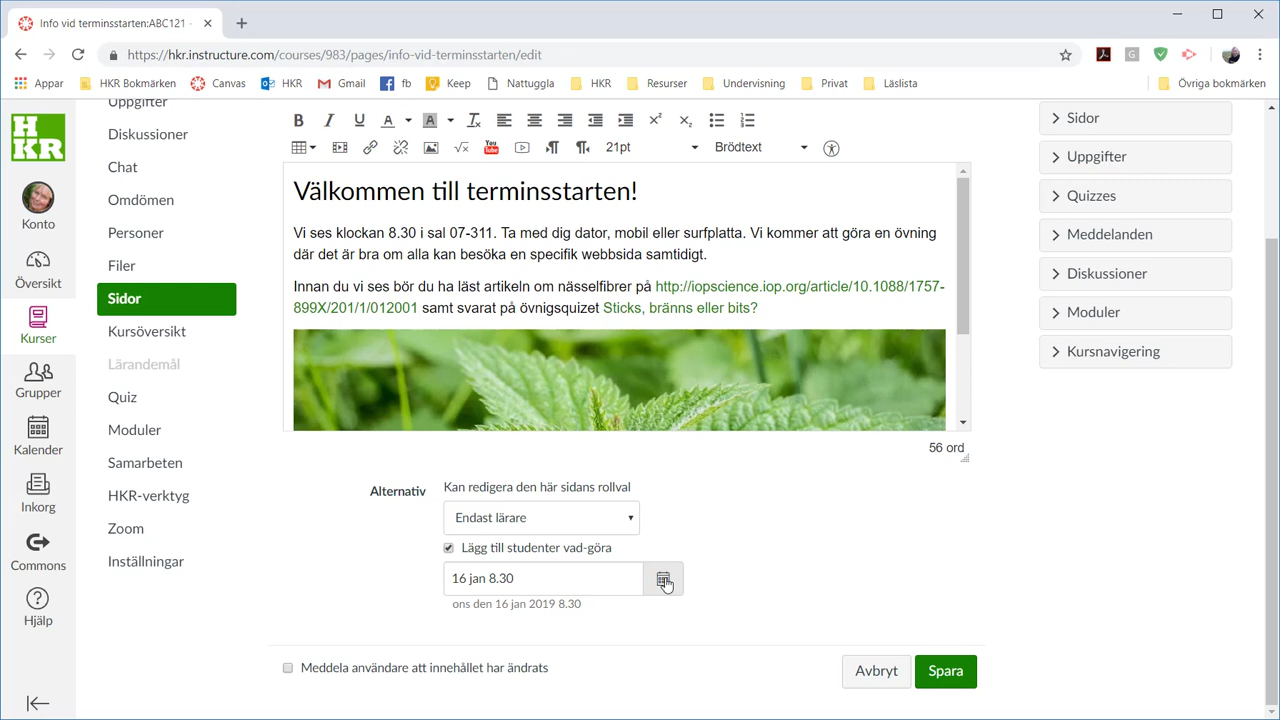 Info vid terminsstarten:ABC121 -
https://hkr.instructure.com/courses/983/pages/info-vid-terminsstarten/edit
Appar HKR Bokmärken Canvas HKR Gmail fb Keep Nattuggla HKR Resurser Undervisning Privat Läslista Övriga bokmärken
HKR
Konto
Översikt
Kurser
Grupper
Kalender
Inkorg
Commons
Hjälp
Uppgifter
Diskussioner
Chat
Omdömen
Personer
Filer
Sidor
Kursöversikt
Lärandemål
Quiz
Moduler
Samarbeten
HKR-verktyg
Zoom
Inställningar
21pt Brödtext
Välkommen till terminsstarten!
Vi ses klockan 8.30 i sal 07-311. Ta med dig dator, mobil eller surfplatta. Vi kommer att göra en övning
där det är bra om alla kan besöka en specifik webbsida samtidigt.
Innan du vi ses bör du ha läst artikeln om nässelfibrer på http://iopscience.iop.org/article/10.1088/1757-
899X/201/1/012001 samt svarat på övnigsquizet Sticks, bränns eller bits?
56 ord
Alternativ
Kan redigera den här sidans rollval
Endast lärare
Lägg till studenter vad-göra
16 jan 8.30
ons den 16 jan 2019 8.30
Meddela användare att innehållet har ändrats
Avbryt Spara
Sidor
Uppgifter
Quizzes
Meddelanden
Diskussioner
Moduler
Kursnavigering